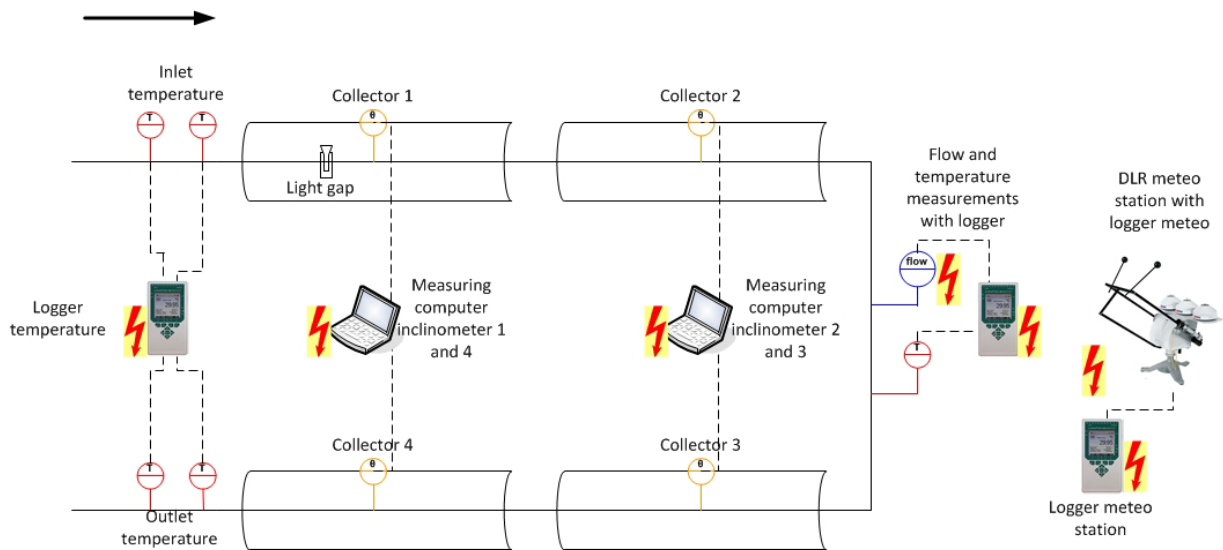 Inlet
temperature
Collector 1
Collector 2
T
T
θ
θ
Light gap
Flow and
temperature
measurements
with logger
DLR meteo
station with
logger meteo
flow
Logger
temperature
Measuring
computer
inclinometer 1
and 4
Measuring
computer
inclinometer 2
and 3
T
Collector 4
Collector 3
T
T
θ
θ
Outlet
temperature
Logger meteo
station